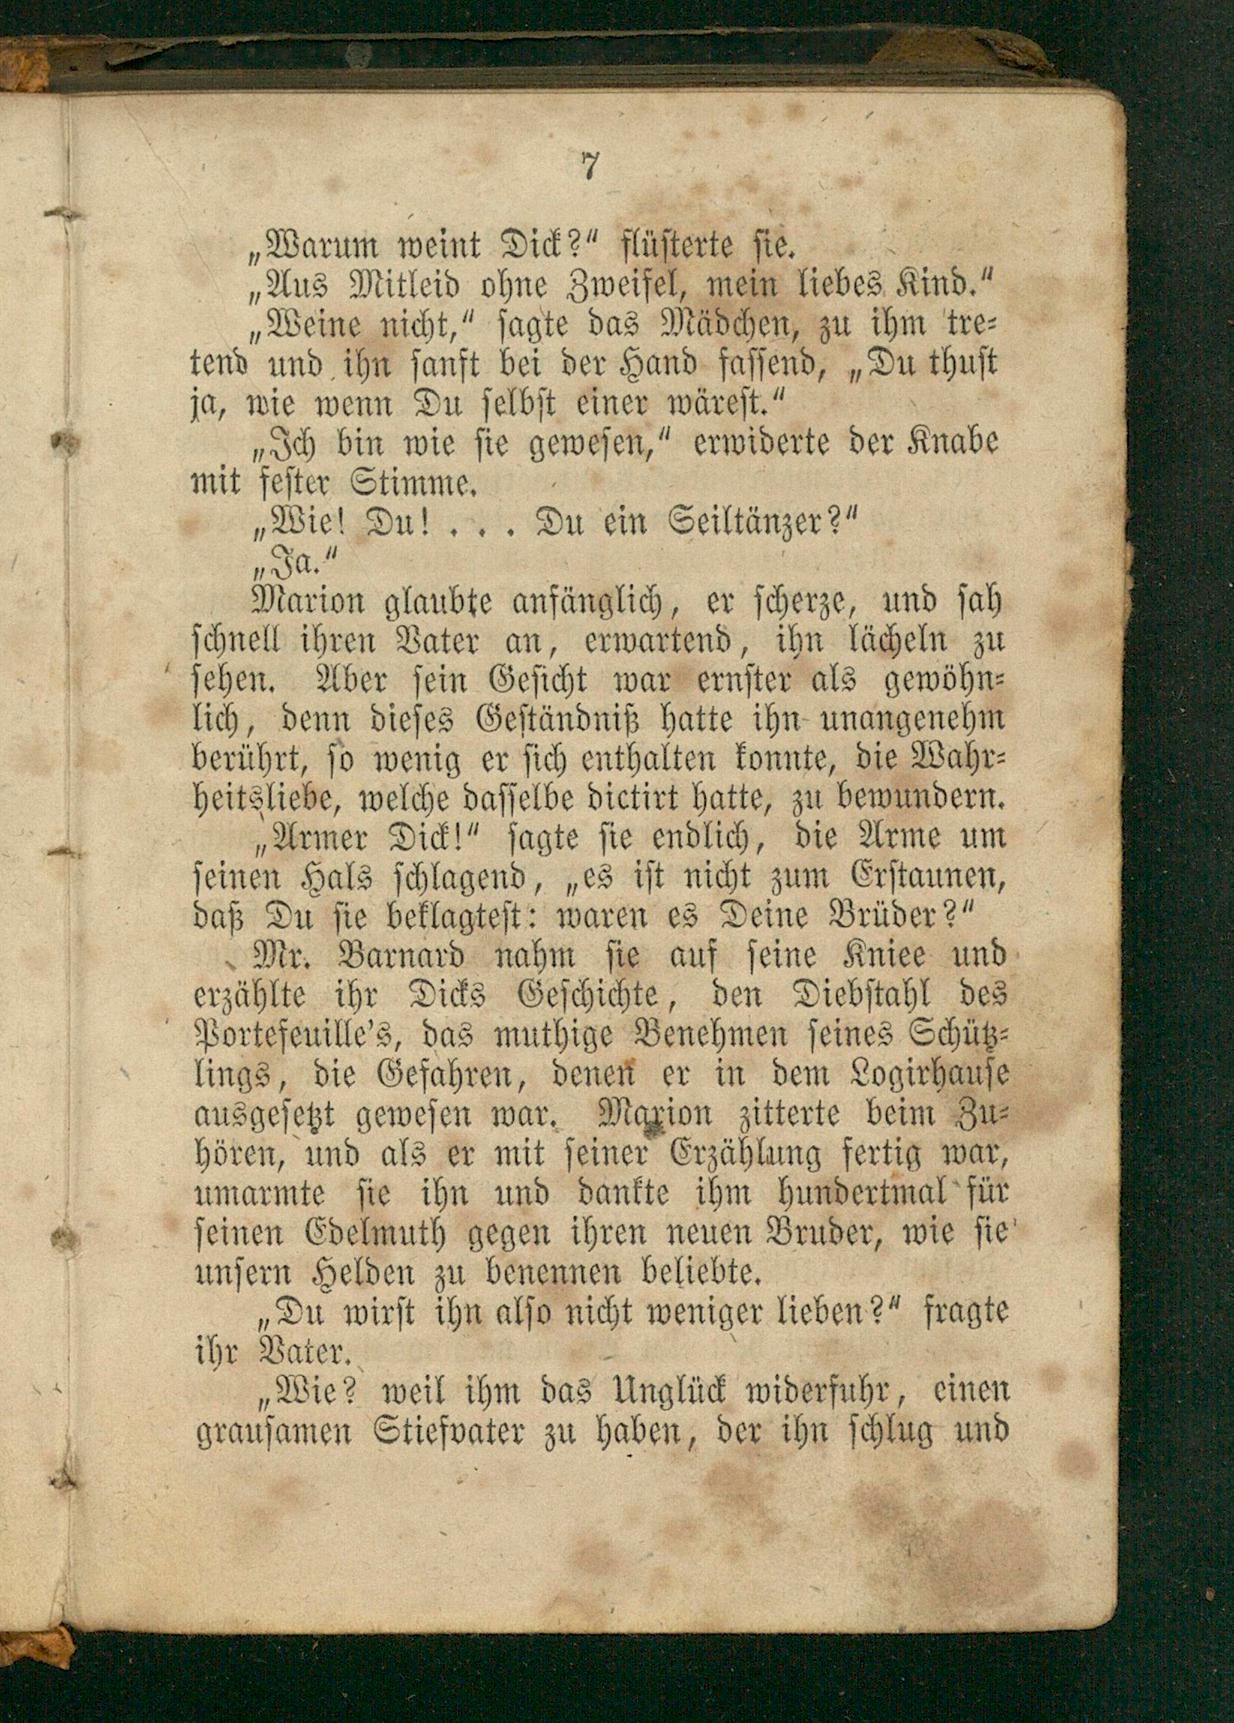 7
„Warum weint Dick?“ flüsterte sie.
„Aus Mitleid ohne Zweifel, mein liebes Kind.“
„Weine nicht,“ sagte das Mädchen, zu ihm tre-
tend und ihn sanft bei der Hand fassend, „Du thust
ja, wie wenn Du selbst einer wärest.“
„Ich bin wie sie gewesen,“ erwiderte der Knabe
mit fester Stimme.
„Wie! Du! . . . Du ein Seiltänzer?“
„Ja.“
Marion glaubte anfänglich, er scherze, und sah
schnell ihren Vater an, erwartend, ihn lächeln zu
sehen. Aber sein Gesicht war ernster als gewöhn-
lich, denn dieses Geständniß hatte ihn unangenehm
berührt, so wenig er sich enthalten konnte, die Wahr-
heitsliebe, welche dasselbe dictirt hatte, zu bewundern.
„Armer Dick!“ sagte sie endlich, die Arme um
seinen Hals schlagend, „es ist nicht zum Erstaunen,
daß Du sie beklagtest: waren es Deine Brüder?“
Mr. Barnard nahm sie auf seine Kniee und
erzählte ihr Dicks Geschichte, den Diebstahl des
Portefeuille's, das muthige Benehmen seines Schütz-
lings, die Gefahren, denen er in dem Logirhause
ausgesetzt gewesen war. Marion zitterte beim Zu-
hören, und als er mit seiner Erzählung fertig war,
umarmte sie ihn und dankte ihm hundertmal für
seinen Edelmuth gegen ihren neuen Bruder, wie sie
unsern Helden zu benennen beliebte.
„Du wirst ihn also nicht weniger lieben?“ fragte
ihr Vater.
„Wie? weil ihm das Unglück widerfuhr, einen
grausamen Stiefvater zu haben, der ihn schlug und